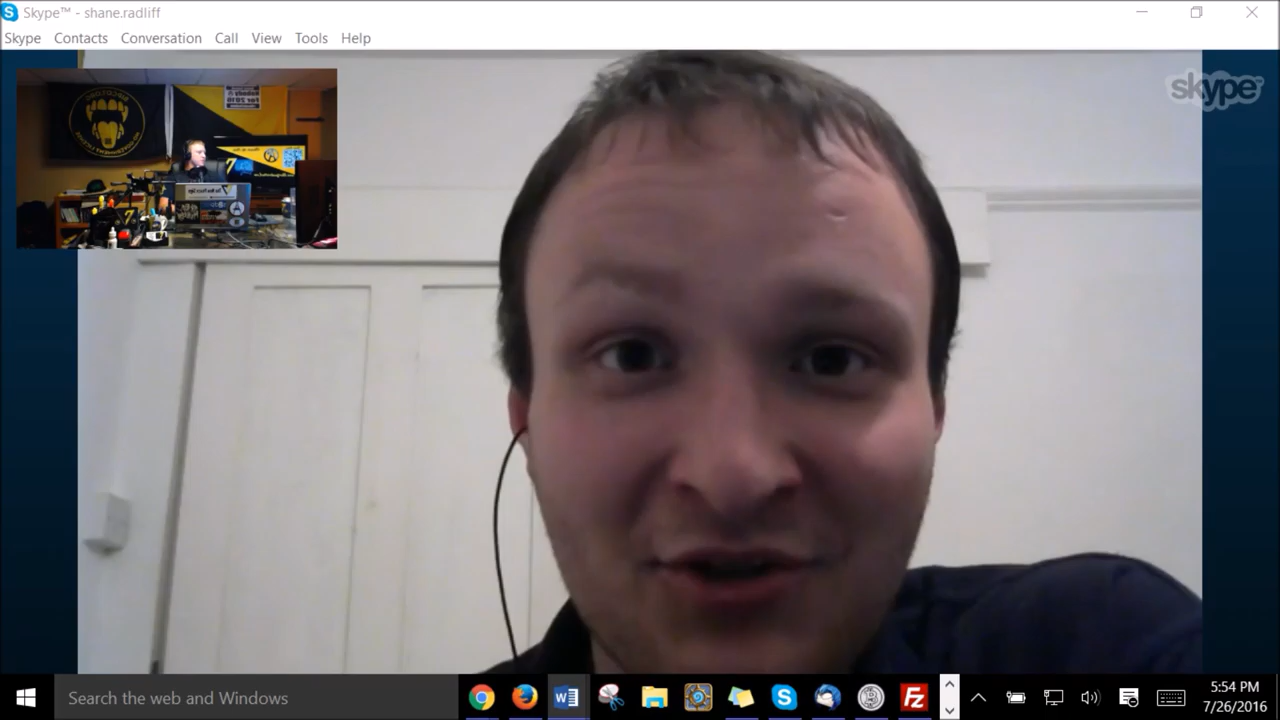 Skype™ - shane.radliff
Skype Contacts Conversation Call View Tools Help
skype
Search the web and Windows
5:54 PM
7/26/2016